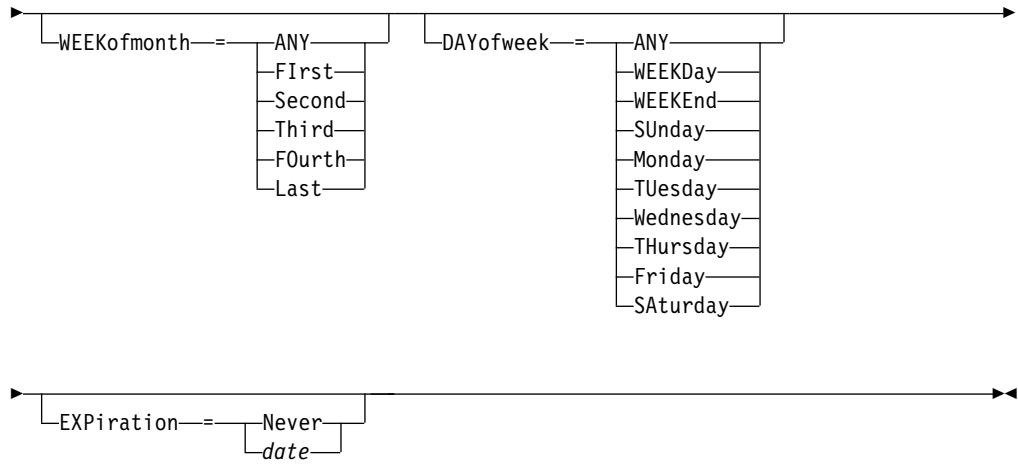 WEEKofmonth = ANY DAYofweek = ANY
FIrst WEEKDay
Second WEEKEnd
Third SUnday
FOurth Monday
Last TUesday
Wednesday
THursday
Friday
SAturday
EXPiration = Never
date